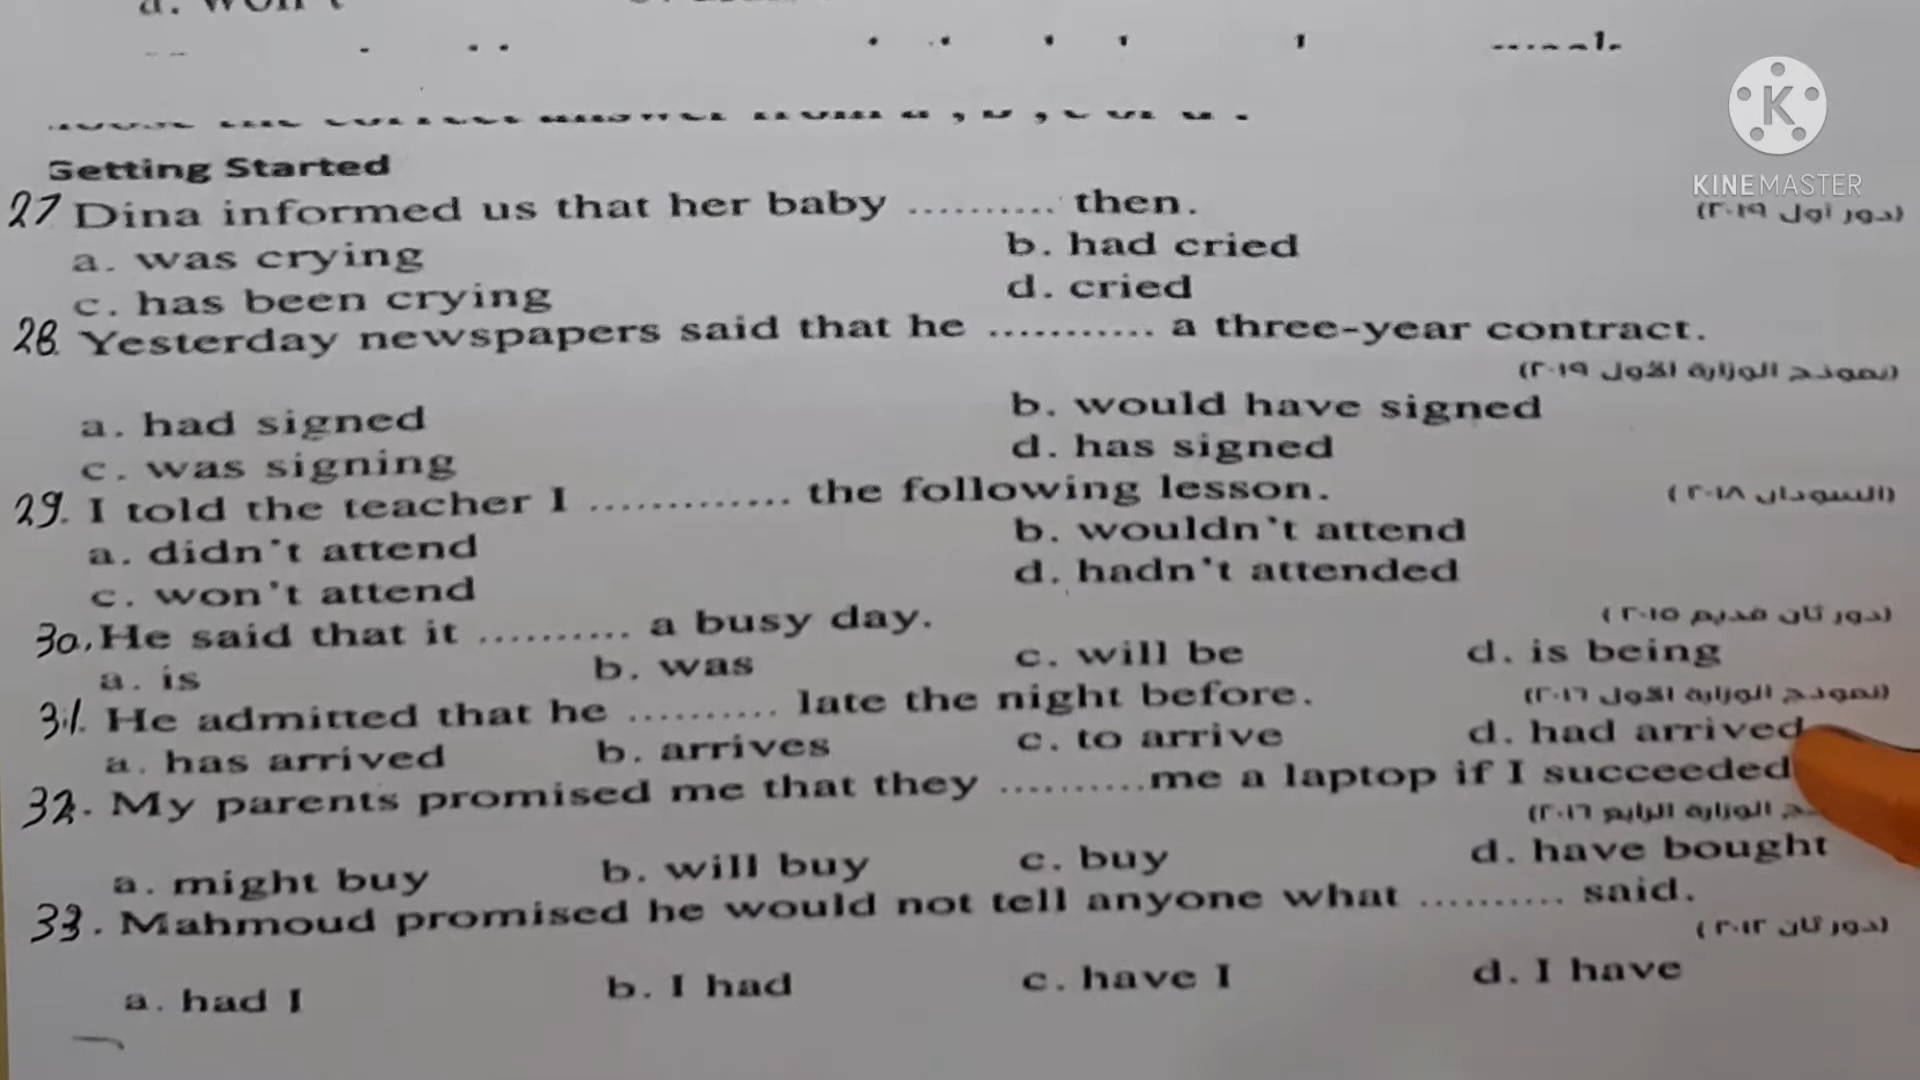 KINEMASTER
Getting Started
27 Dina informed us that her baby .......... then. (دور أول ٢٠١٩)
a. was crying b. had cried
c. has been crying d. cried
28. Yesterday newspapers said that he ........... a three-year contract.
(نموذج الوزارة الأول ٢٠١٩)
a. had signed b. would have signed
c. was signing d. has signed
29. I told the teacher I ............. the following lesson. (السودان ٢٠١٨)
a. didn't attend b. wouldn't attend
c. won't attend d. hadn't attended
30. He said that it .......... a busy day. (دور ثان قديم ٢٠١٥)
a. is b. was c. will be d. is being
31. He admitted that he .......... late the night before. (نموذج الوزارة الأول ٢٠١٦)
a. has arrived b. arrives c. to arrive d. had arrived
32. My parents promised me that they ..........me a laptop if I succeeded
الوزارة الرابع ٢٠١٦)
a. might buy b. will buy c. buy d. have bought
33. Mahmoud promised he would not tell anyone what .......... said.
(دور ثان ٢٠١٢)
a. had I b. I had c. have I d. I have